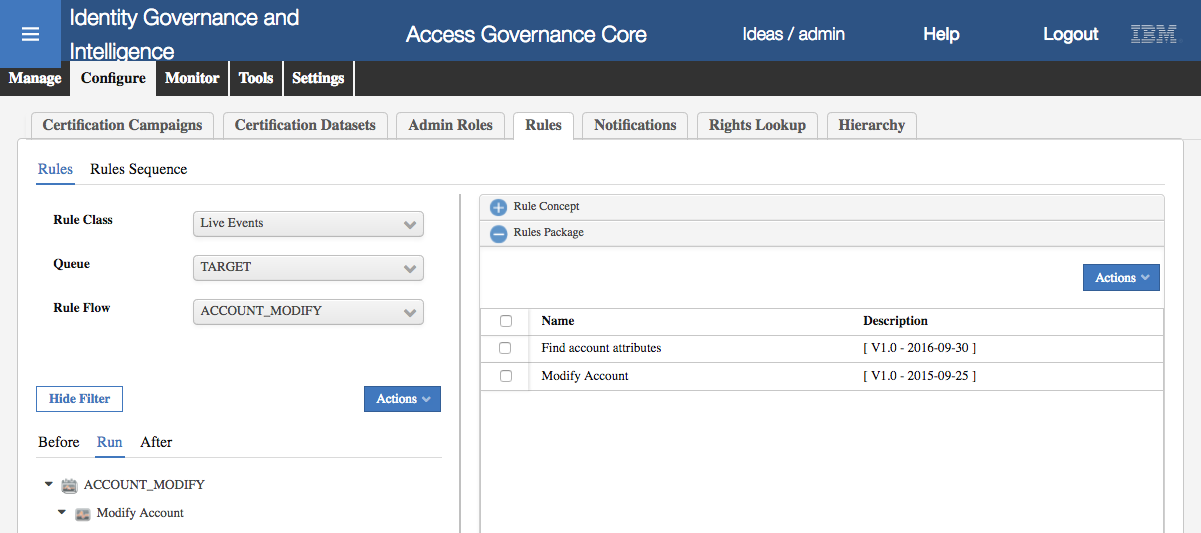 Identity Governance and
Intelligence
Access Governance Core
Ideas / admin
Help
Logout
IBM
Manage
Configure
Monitor
Tools
Settings
Certification Campaigns
Certification Datasets
Admin Roles
Rules
Notifications
Rights Lookup
Hierarchy
Rules
Rules Sequence
Rule Class
Live Events
Queue
TARGET
Rule Flow
ACCOUNT_MODIFY
Hide Filter
Actions
Before
Run
After
ACCOUNT_MODIFY
Modify Account
Rule Concept
Rules Package
Actions
Name Description
Find account attributes [ V1.0 - 2016-09-30 ]
Modify Account [ V1.0 - 2015-09-25 ]